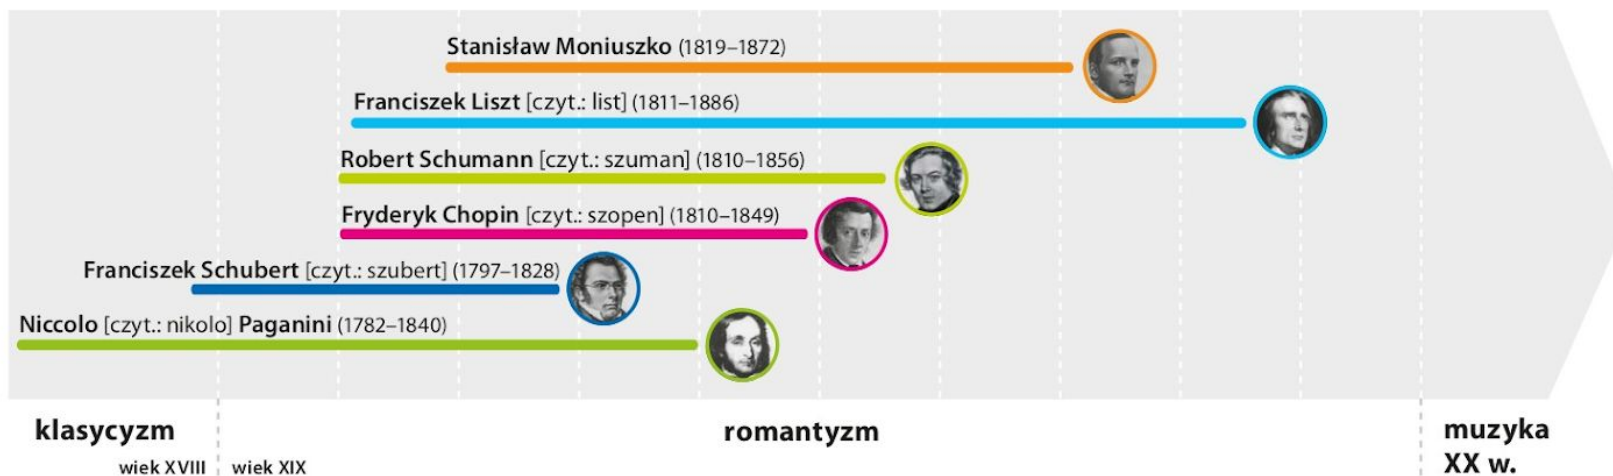 Stanisław Moniuszko (1819–1872)
Franciszek Liszt [czyt.: list] (1811–1886)
Robert Schumann [czyt.: szuman] (1810–1856)
Fryderyk Chopin [czyt.: szopen] (1810–1849)
Franciszek Schubert [czyt.: szubert] (1797–1828)
Niccolo [czyt.: nikolo] Paganini (1782–1840)
klasycyzm
romantyzm
muzyka
XX w.
wiek XVIII
wiek XIX